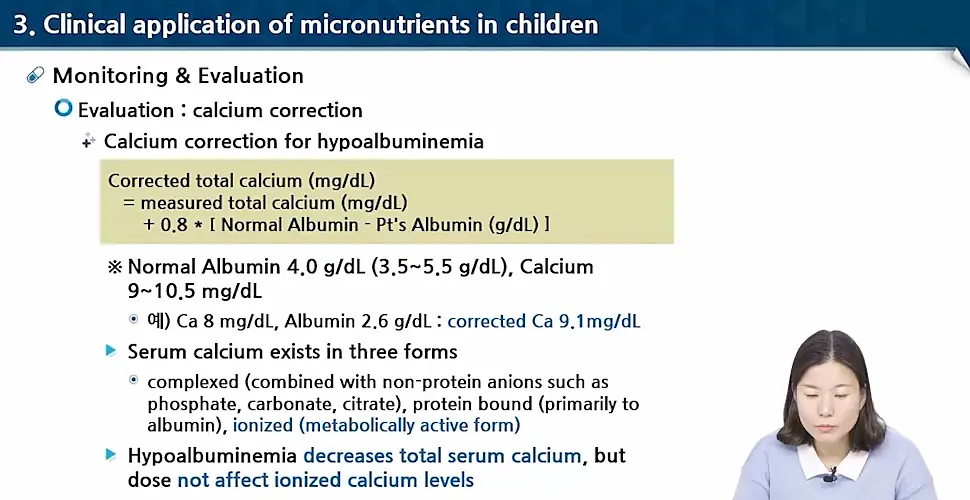 3. Clinical application of micronutrients in children
Monitoring & Evaluation
Evaluation : calcium correction
Calcium correction for hypoalbuminemia
Corrected total calcium (mg/dL)
= measured total calcium (mg/dL)
+ 0.8 * [ Normal Albumin - Pt's Albumin (g/dL) ]
※ Normal Albumin 4.0 g/dL (3.5~5.5 g/dL), Calcium
9~10.5 mg/dL
예) Ca 8 mg/dL, Albumin 2.6 g/dL : corrected Ca 9.1mg/dL
Serum calcium exists in three forms
complexed (combined with non-protein anions such as
phosphate, carbonate, citrate), protein bound (primarily to
albumin), ionized (metabolically active form)
Hypoalbuminemia decreases total serum calcium, but
dose not affect ionized calcium levels